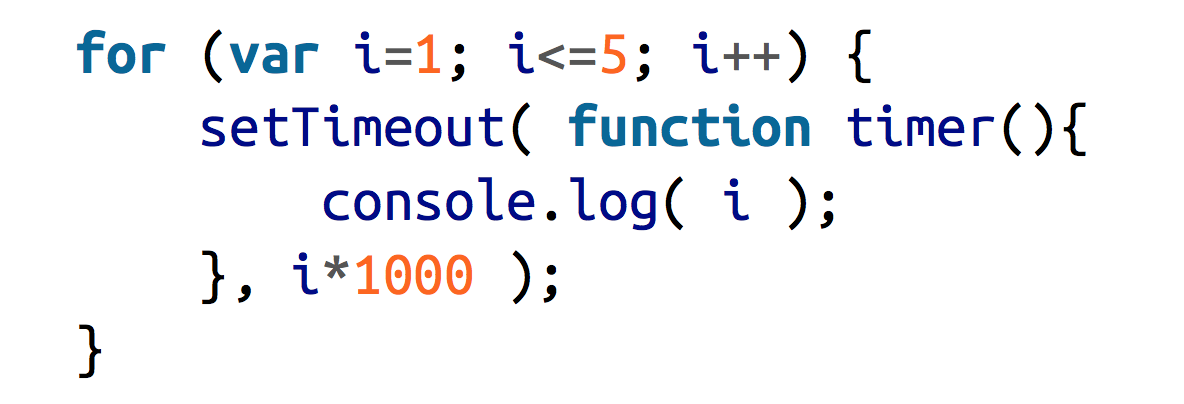 for (var i=1; i<=5; i++) {
    setTimeout( function timer(){
        console.log( i );
    }, i*1000 );
}